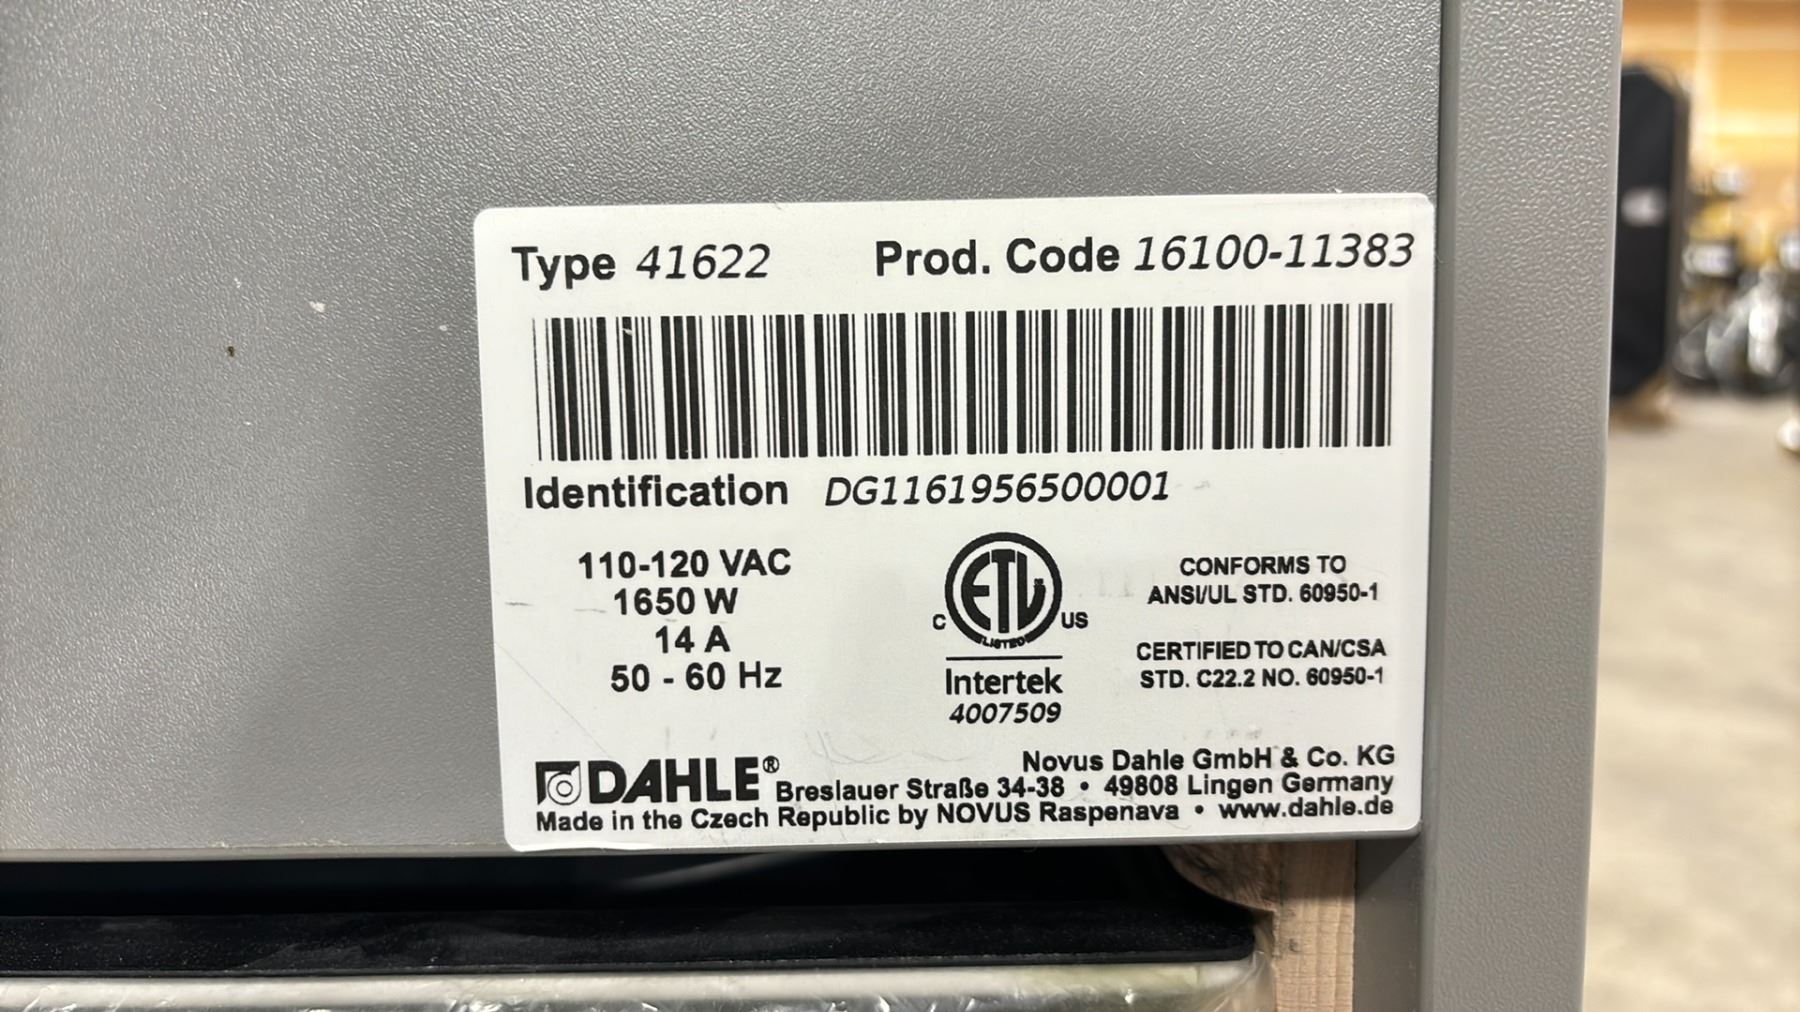 Type 41622 Prod. Code 16100-11383
Identification DG1161956500001
110-120 VAC
1650 W
14 A
50 - 60 Hz
C ETL US
LISTED
Intertek
4007509
CONFORMS TO
ANSI/UL STD. 60950-1
CERTIFIED TO CAN/CSA
STD. C22.2 NO. 60950-1
DAHLE®
Novus Dahle GmbH & Co. KG
Breslauer Straße 34-38 • 49808 Lingen Germany
Made in the Czech Republic by NOVUS Raspenava • www.dahle.de